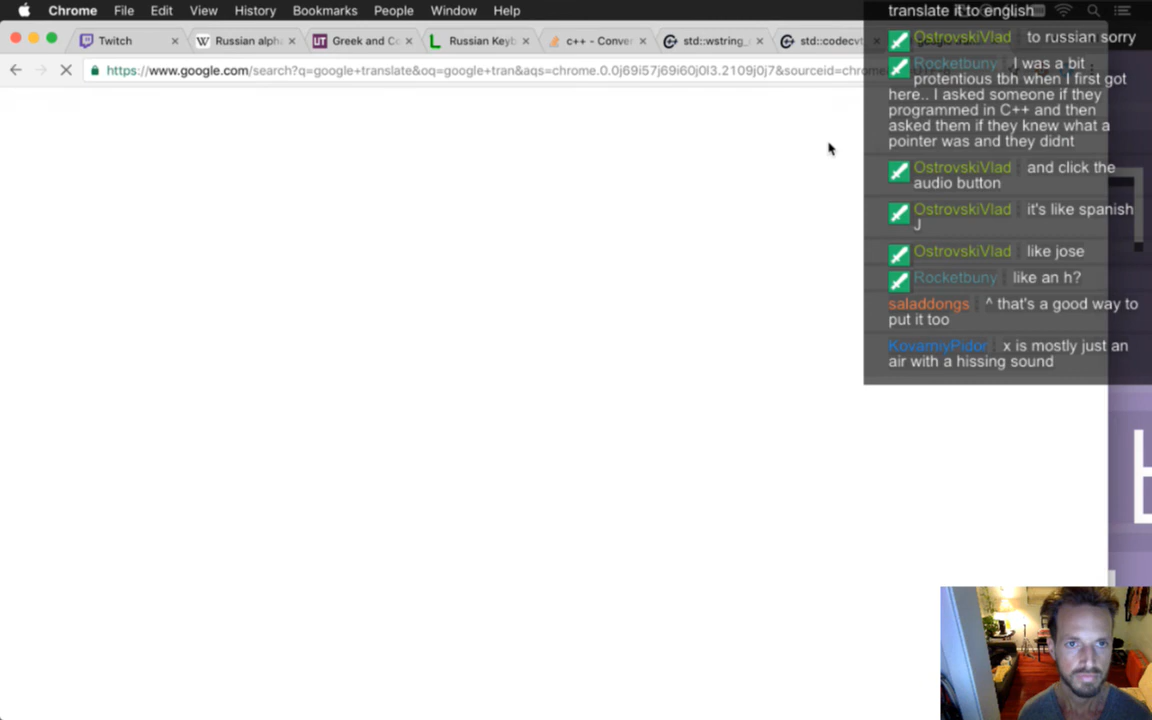 Chrome File Edit View History Bookmarks People Window Help
Twitch
Russian alph
Greek and Co
Russian Keyb
c++ - Conver
std::wstring_
std::codecvt
https://www.google.com/search?q=google+translate&oq=google+tran&aqs=chrome.0.0j69i57j69i60j0l3.2109j0j7&sourceid=chrome
translate it to english
OstrovskiVlad to russian sorry
Rocketbuny I was a bit
protentious tbh when I first got
here.. I asked someone if they
programmed in C++ and then
asked them if they knew what a
pointer was and they didnt
OstrovskiVlad and click the
audio button
OstrovskiVlad it's like spanish
J
OstrovskiVlad like jose
Rocketbuny like an h?
saladdongs ^ that's a good way to
put it too
KovarniyPidor x is mostly just an
air with a hissing sound